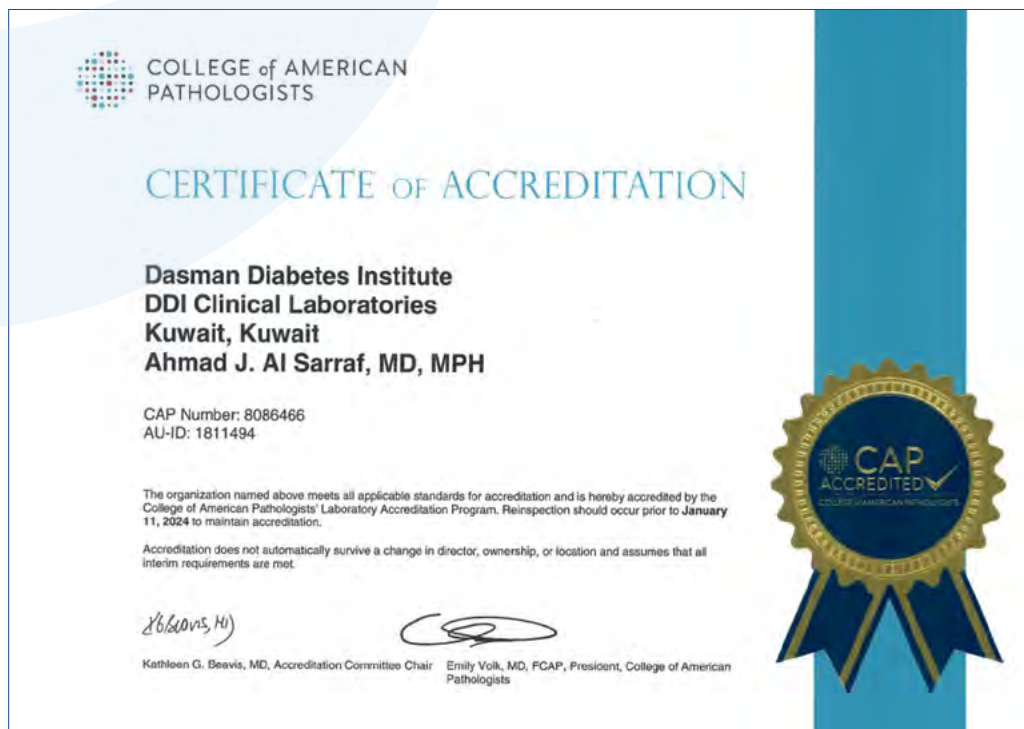 COLLEGE of AMERICAN
PATHOLOGISTS
CERTIFICATE OF ACCREDITATION
Dasman Diabetes Institute
DDI Clinical Laboratories
Kuwait, Kuwait
Ahmad J. Al Sarraf, MD, MPH
CAP Number: 8086466
AU-ID: 1811494
The organization named above meets all applicable standards for accreditation and is hereby accredited by the
College of American Pathologists' Laboratory Accreditation Program. Reinspection should occur prior to January
11, 2024 to maintain accreditation.
Accreditation does not automatically survive a change in director, ownership, or location and assumes that all
interim requirements are met.
Kathleen G. Beavis, MD, Accreditation Committee Chair
Emily Volk, MD, FCAP, President, College of American
Pathologists
CAP
ACCREDITED
COLLEGE of AMERICAN PATHOLOGISTS